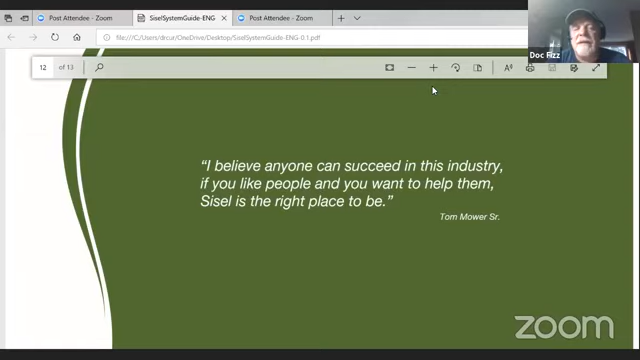 Post Attendee - Zoom
SiselSystemGuide-ENG
Post Attendee - Zoom
file:///C:/Users/drcur/OneDrive/Desktop/SiselSystemGuide-ENG-0.1.pdf
12 of 13
Doc Fizz
“I believe anyone can succeed in this industry,
if you like people and you want to help them,
Sisel is the right place to be.”
Tom Mower Sr.
zoom